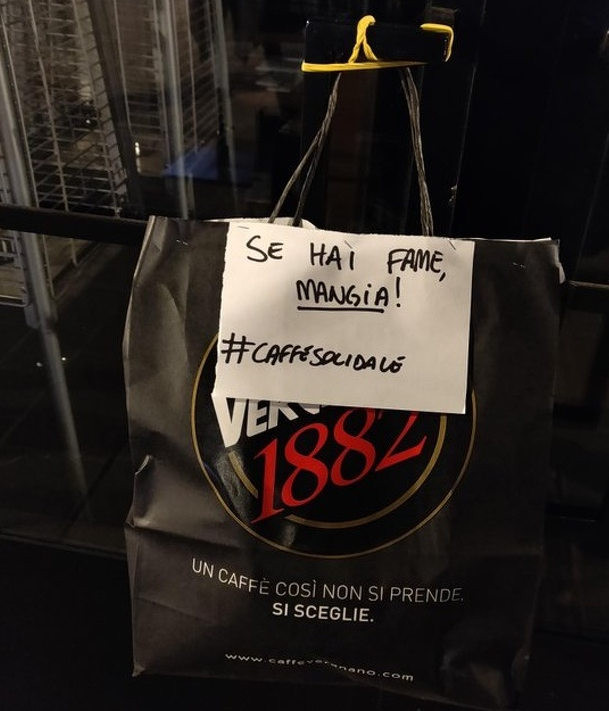 SE HAI FAME,
MANGIA!
#CAFFÈSOLIDALE
1882
UN CAFFÈ COSÌ NON SI PRENDE.
SI SCEGLIE.
www.caffevergnano.com